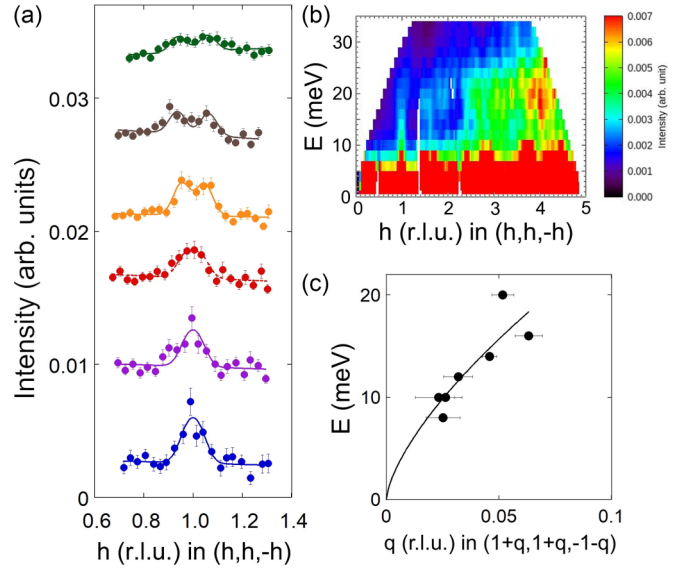 (a)
Intensity (arb. units)
0.03
0.02
0.01
0
0.6 0.8 1.0 1.2 1.4
h (r.l.u.) in (h,h,-h)
(b)
E (meV)
30
20
10
0
0 1 2 3 4 5
h (r.l.u.) in (h,h,-h)
0.007
0.006
0.005
0.004
0.003
0.002
0.001
0.000
Intensity (arb. unit)
(c)
E (meV)
20
10
0
0 0.05 0.1
q (r.l.u.) in (1+q,1+q,-1-q)